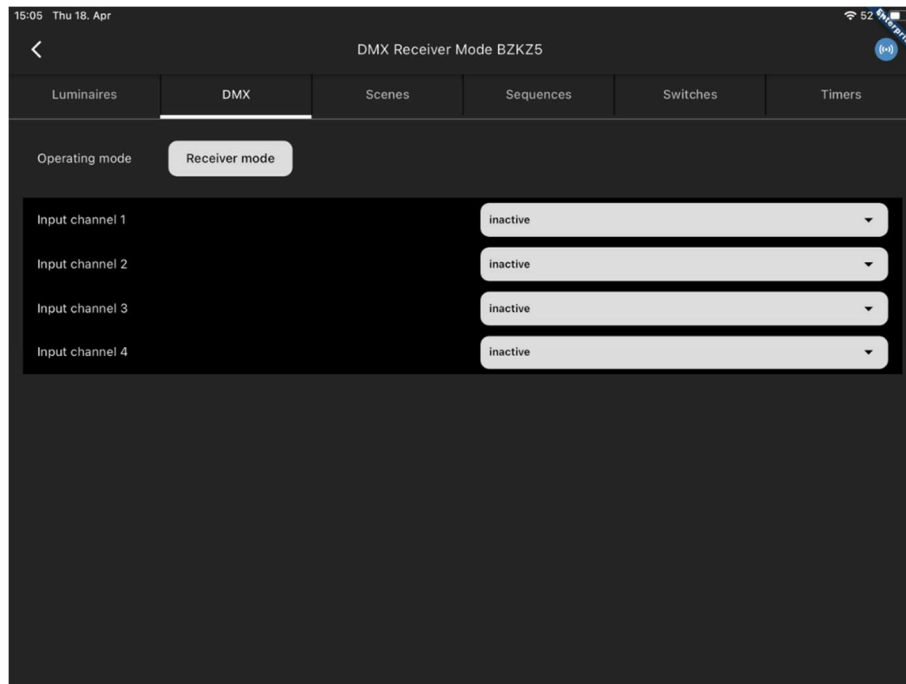 15:05 Thu 18. Apr 52
DMX Receiver Mode BZKZ5
Luminaires DMX Scenes Sequences Switches Timers
Operating mode Receiver mode
Input channel 1 inactive
Input channel 2 inactive
Input channel 3 inactive
Input channel 4 inactive